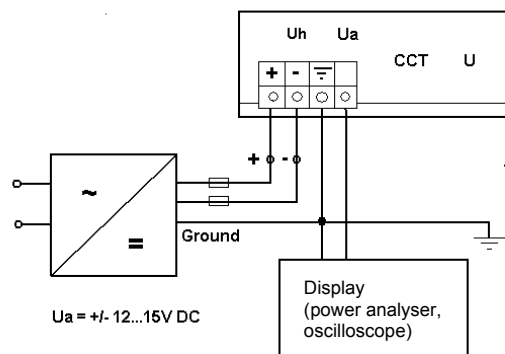 Uh Ua
CCT U
+ -
+ -
~
=
Ground
Display
(power analyser,
oscilloscope)
Ua = +/- 12...15V DC